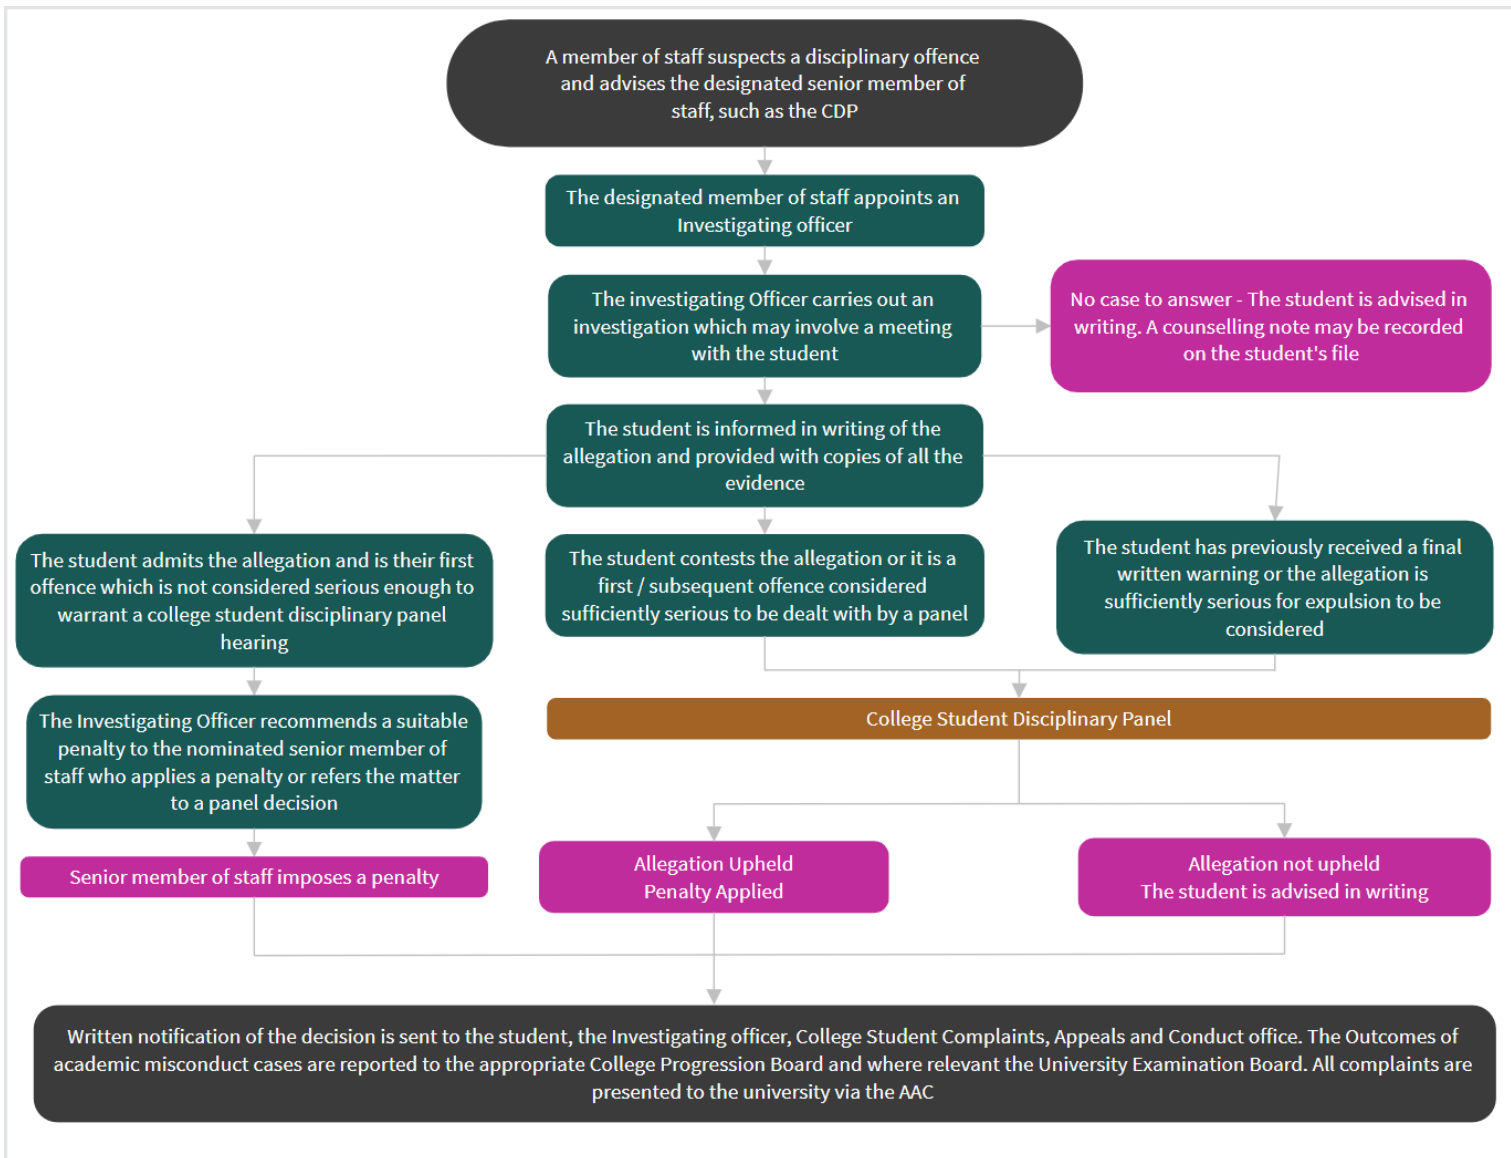 A member of staff suspects a disciplinary offence
and advises the designated senior member of
staff, such as the CDP
The designated member of staff appoints an
Investigating officer
The investigating Officer carries out an
investigation which may involve a meeting
with the student
No case to answer - The student is advised in
writing. A counselling note may be recorded
on the student's file
The student is informed in writing of the
allegation and provided with copies of all the
evidence
The student admits the allegation and is their first
offence which is not considered serious enough to
warrant a college student disciplinary panel
hearing
The student contests the allegation or it is a
first / subsequent offence considered
sufficiently serious to be dealt with by a panel
The student has previously received a final
written warning or the allegation is
sufficiently serious for expulsion to be
considered
The Investigating Officer recommends a suitable
penalty to the nominated senior member of
staff who applies a penalty or refers the matter
to a panel decision
College Student Disciplinary Panel
Senior member of staff imposes a penalty
Allegation Upheld
Penalty Applied
Allegation not upheld
The student is advised in writing
Written notification of the decision is sent to the student, the Investigating officer, College Student Complaints, Appeals and Conduct office. The Outcomes of
academic misconduct cases are reported to the appropriate College Progression Board and where relevant the University Examination Board. All complaints are
presented to the university via the AAC